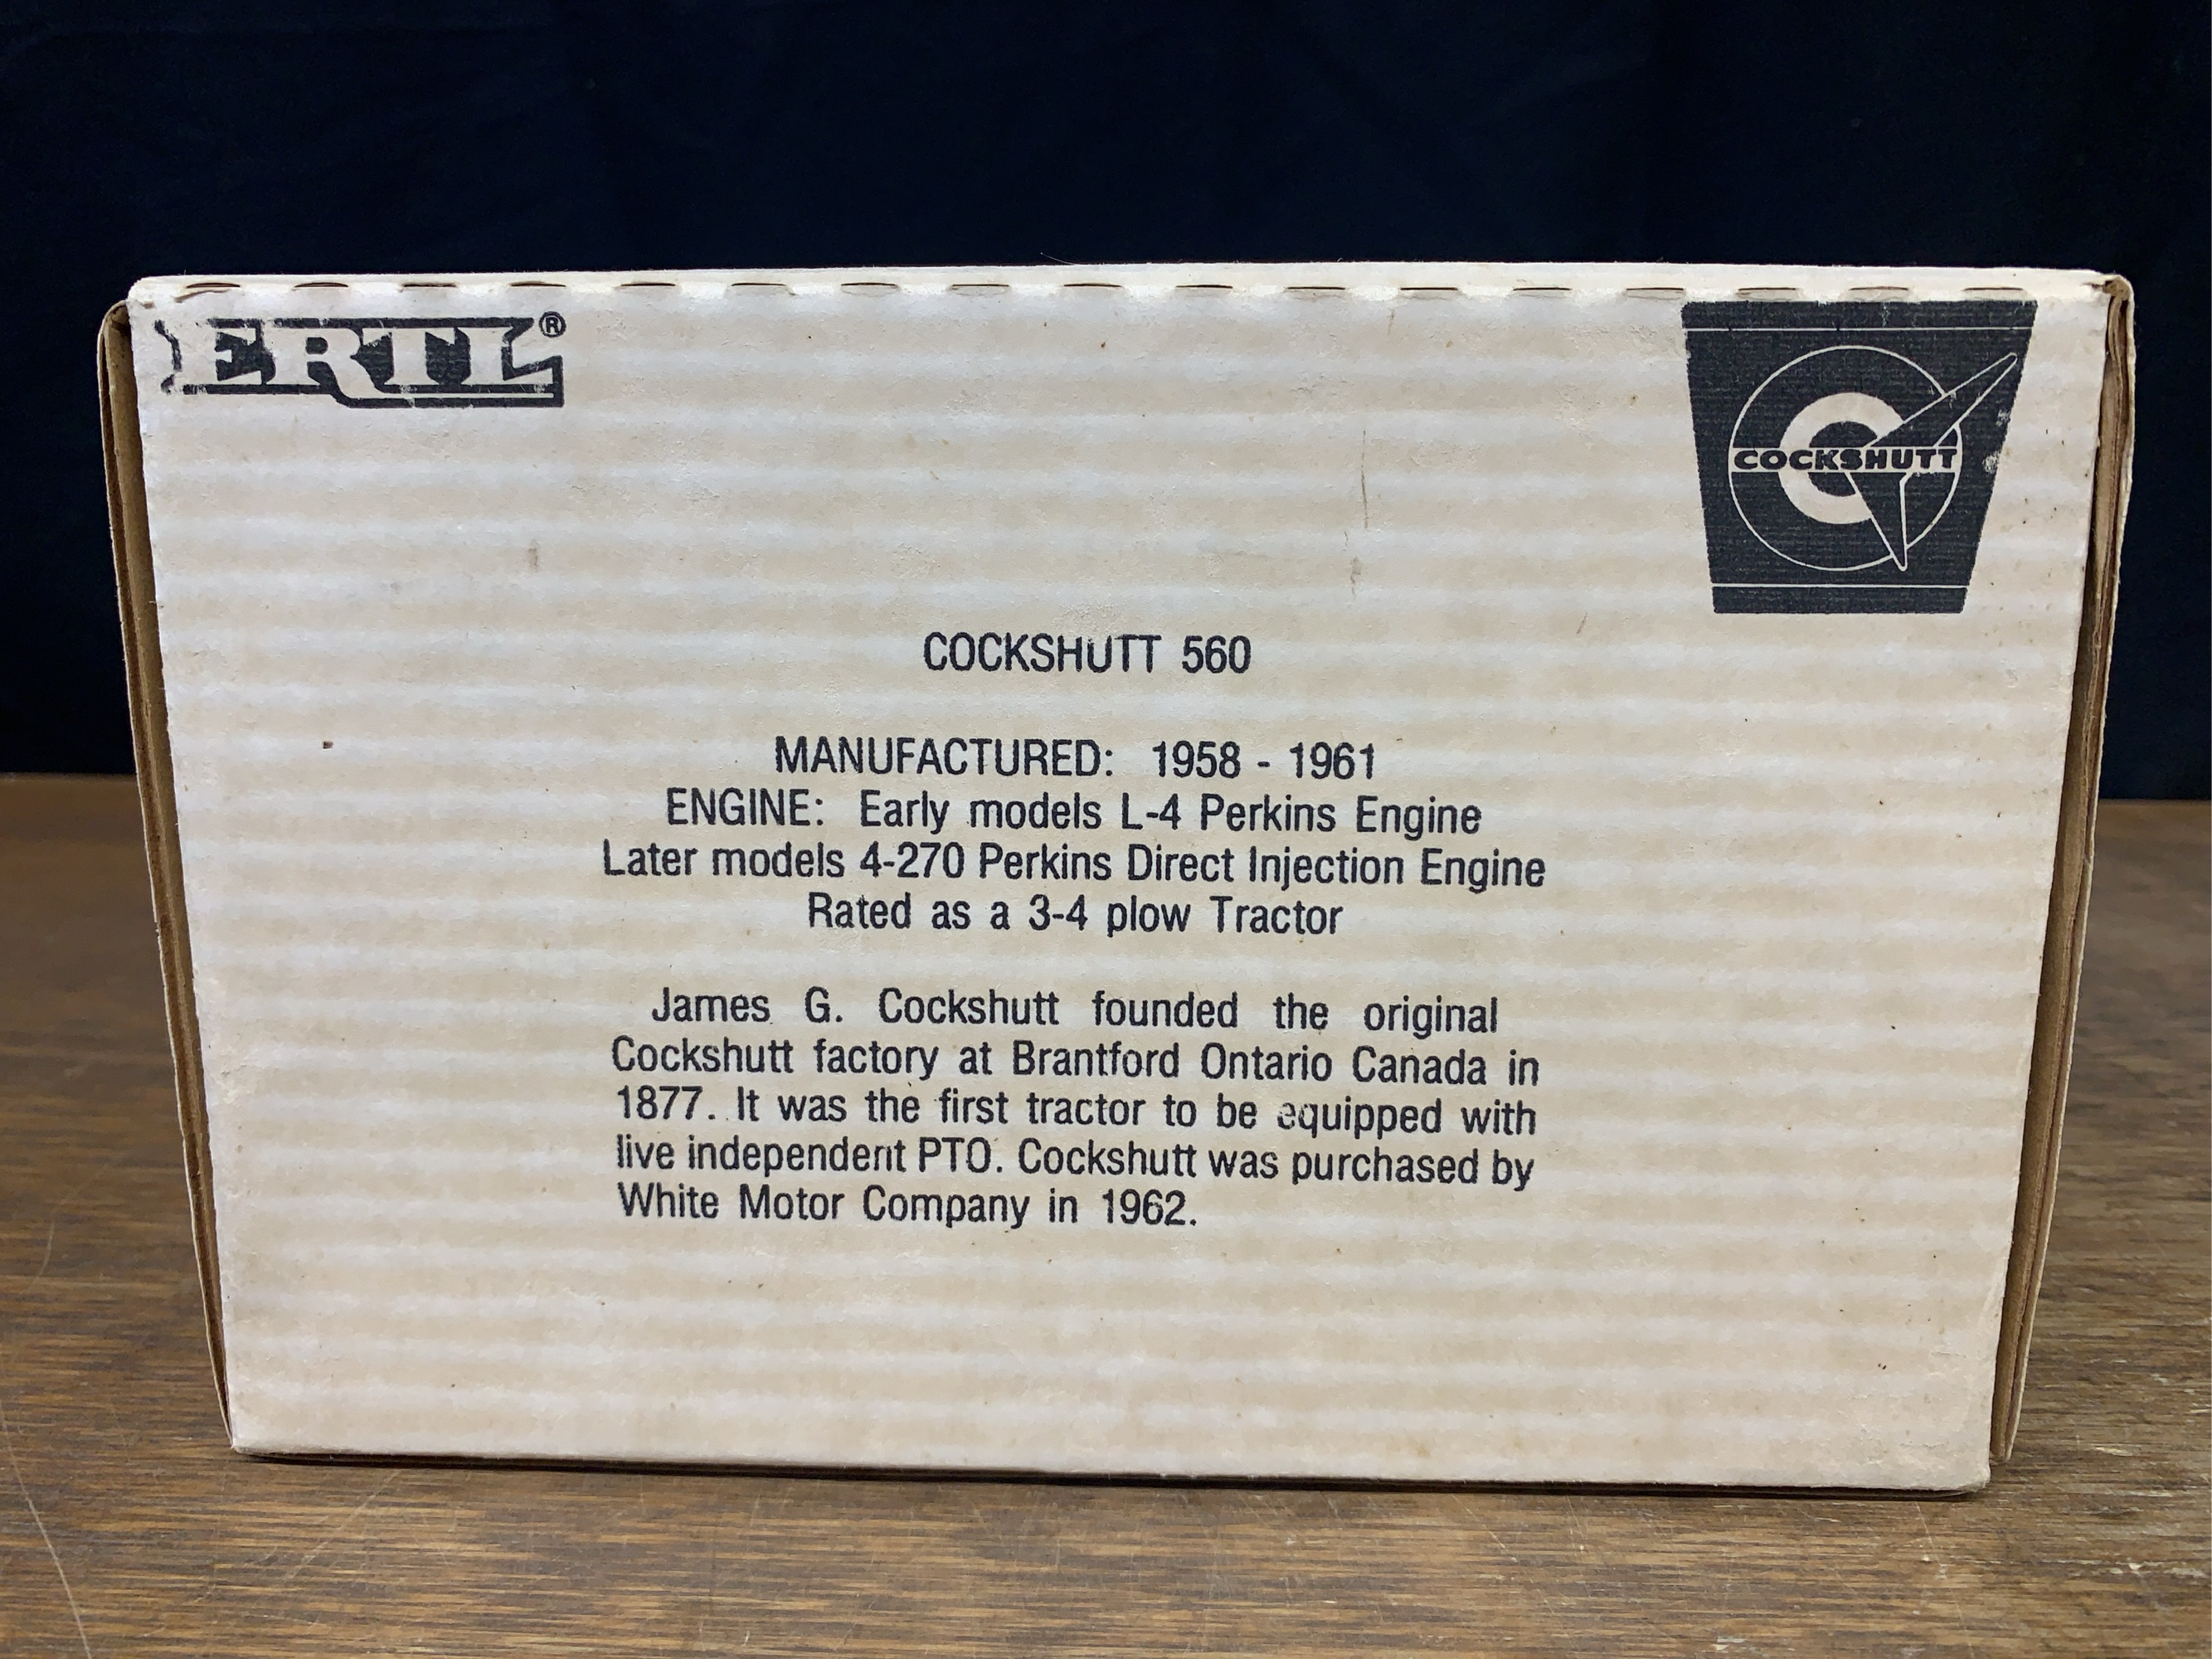 ERTL®
COCKSHUTT
COCKSHUTT 560
MANUFACTURED: 1958 - 1961
ENGINE: Early models L-4 Perkins Engine
Later models 4-270 Perkins Direct Injection Engine
Rated as a 3-4 plow Tractor
James G. Cockshutt founded the original
Cockshutt factory at Brantford Ontario Canada in
1877. It was the first tractor to be equipped with
live independent PTO. Cockshutt was purchased by
White Motor Company in 1962.